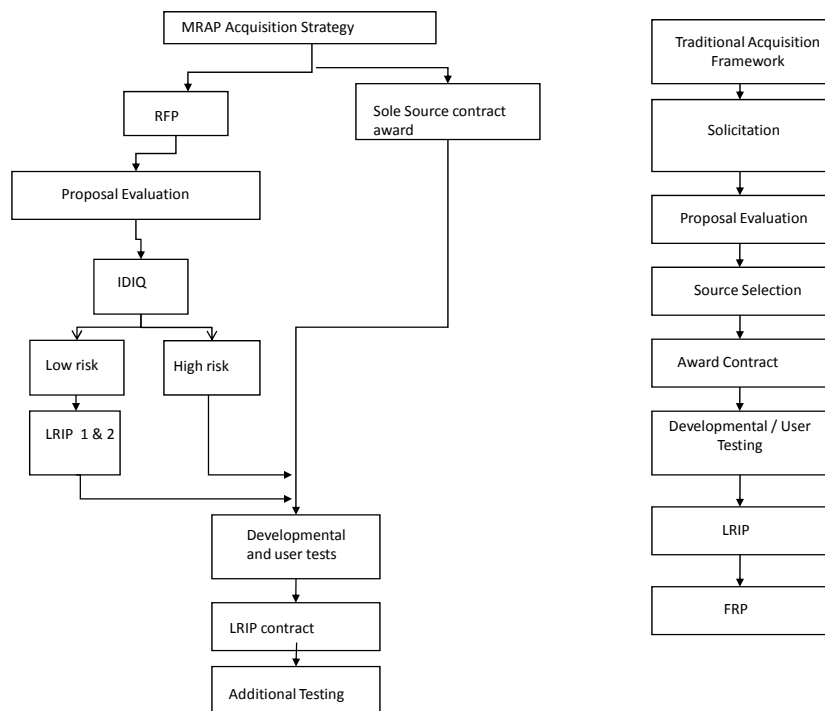 MRAP Acquisition Strategy
RFP
Sole Source contract
award
Proposal Evaluation
IDIQ
Low risk
High risk
LRIP 1 & 2
Developmental
and user tests
LRIP contract
Additional Testing
Traditional Acquisition
Framework
Solicitation
Proposal Evaluation
Source Selection
Award Contract
Developmental / User
Testing
LRIP
FRP